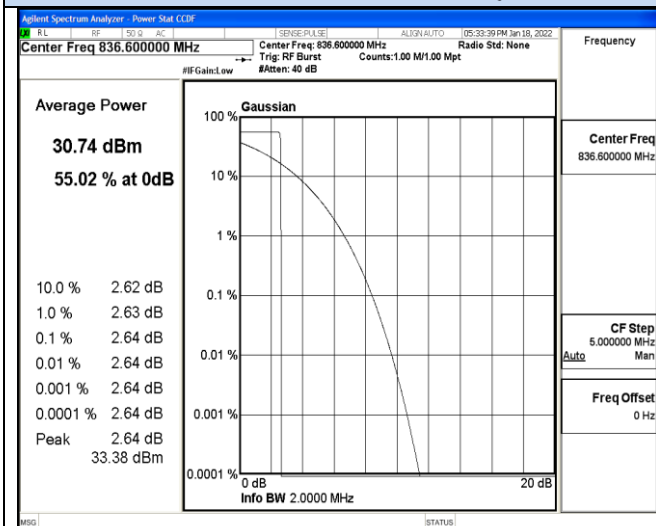 Agilent Spectrum Analyzer - Power Stat CCDF
LXI RL RF 50 Ω AC SENSE:PULSE ALIGN AUTO 05:33:39 PM Jan 18, 2022
Center Freq 836.600000 MHz
Center Freq: 836.600000 MHz Radio Std: None
Trig: RF Burst Counts:1.00 M/1.00 Mpt
#IFGain:Low #Atten: 40 dB
Frequency
Average Power
30.74 dBm
55.02 % at 0dB
10.0 % 2.62 dB
1.0 % 2.63 dB
0.1 % 2.64 dB
0.01 % 2.64 dB
0.001 % 2.64 dB
0.0001 % 2.64 dB
Peak 2.64 dB
33.38 dBm
Gaussian
100 %
10 %
1 %
0.1 %
0.01 %
0.001 %
0.0001 %
0 dB 20 dB
Info BW 2.0000 MHz
Center Freq
836.600000 MHz
CF Step
5.000000 MHz
Auto Man
Freq Offset
0 Hz
MSG STATUS